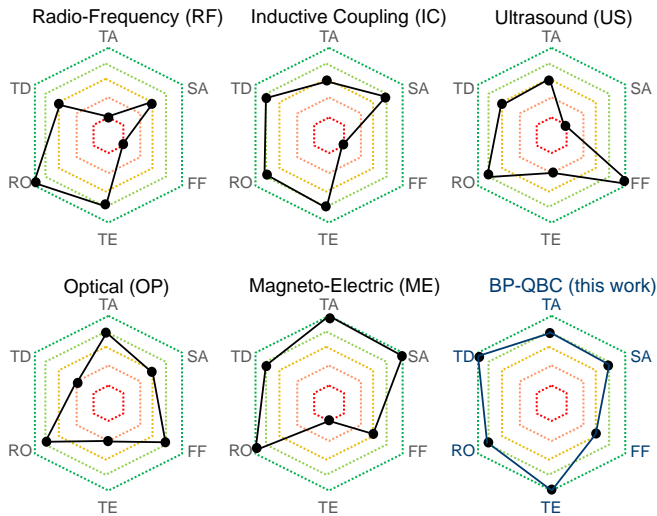 Radio-Frequency (RF)
TA
TD
SA
RO
FF
TE
Inductive Coupling (IC)
TA
TD
SA
RO
FF
TE
Ultrasound (US)
TA
TD
SA
RO
FF
TE
Optical (OP)
TA
TD
SA
RO
FF
TE
Magneto-Electric (ME)
TA
TD
SA
RO
FF
TE
BP-QBC (this work)
TA
TD
SA
RO
FF
TE